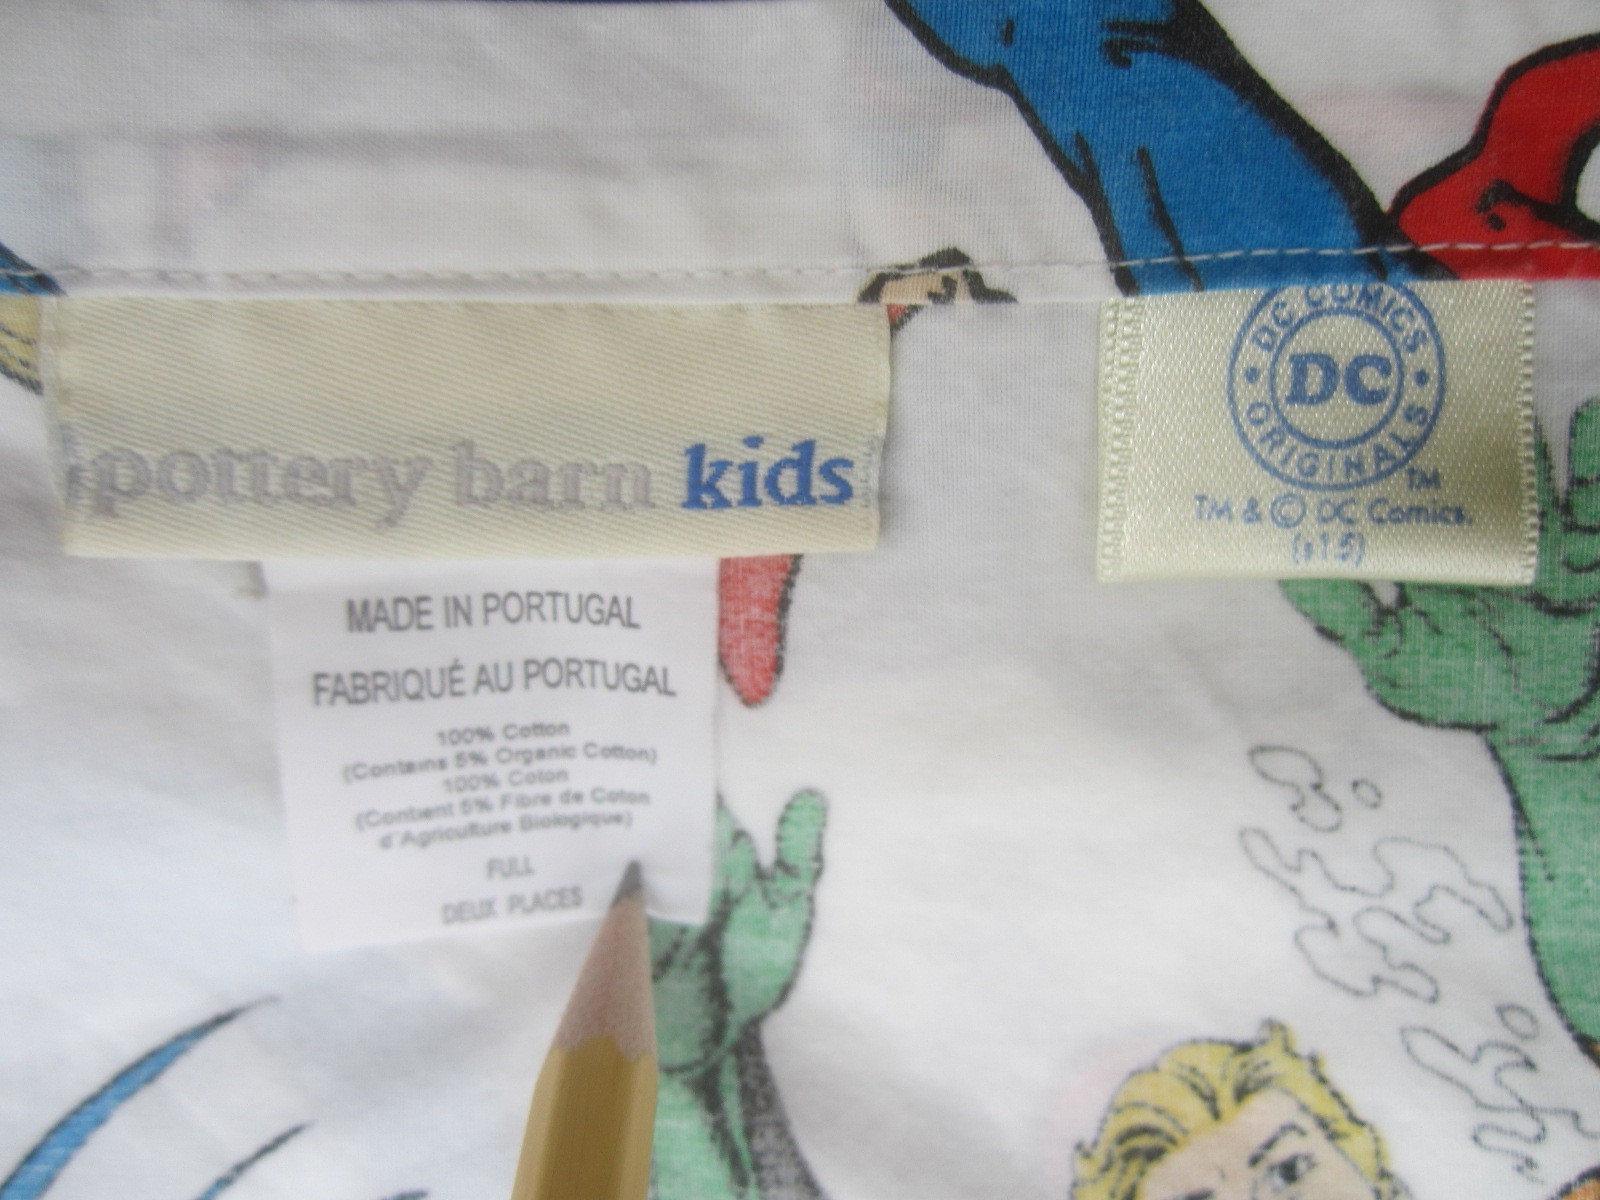 pottery barn kids
MADE IN PORTUGAL
FABRIQUÉ AU PORTUGAL
100% Cotton
(Contains 5% Organic Cotton)
100% Coton
(Contient 5% Fibre de Coton
d'Agriculture Biologique)
FULL
DEUX PLACES
DC COMICS
DC
ORIGINALS
TM
TM & © DC Comics.
(s15)